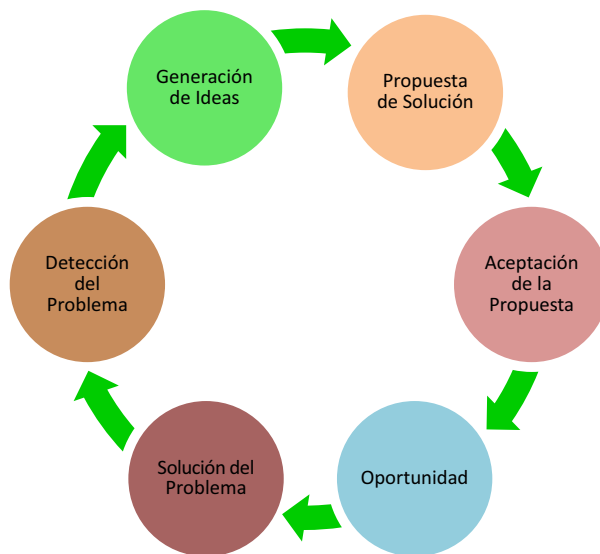 Generación
de Ideas
Propuesta
de Solución
Aceptación
de la
Propuesta
Oportunidad
Solución del
Problema
Detección
del
Problema